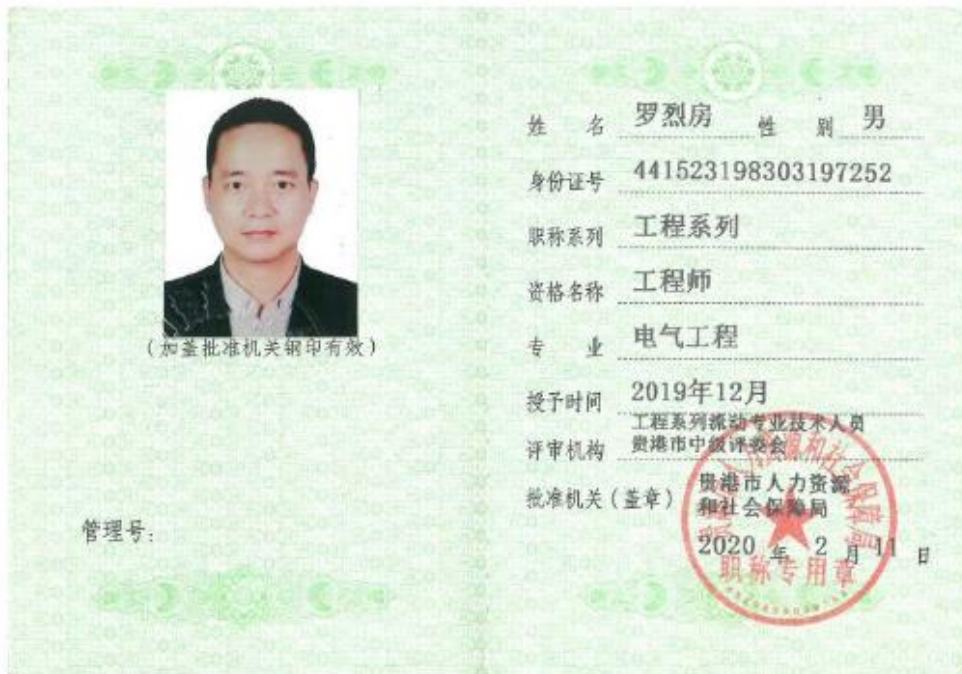 (加盖批准机关钢印有效)
管理号：
姓 名 罗烈房 性 别 男
身份证号 441523198303197252
职称系列 工程系列
资格名称 工程师
专 业 电气工程
授予时间 2019年12月
评审机构 工程系列流动专业技术人员
贵港市中级评委会
批准机关(盖章) 贵港市人力资源
和社会保障局
2020 年 2 月 11 日
职称专用章